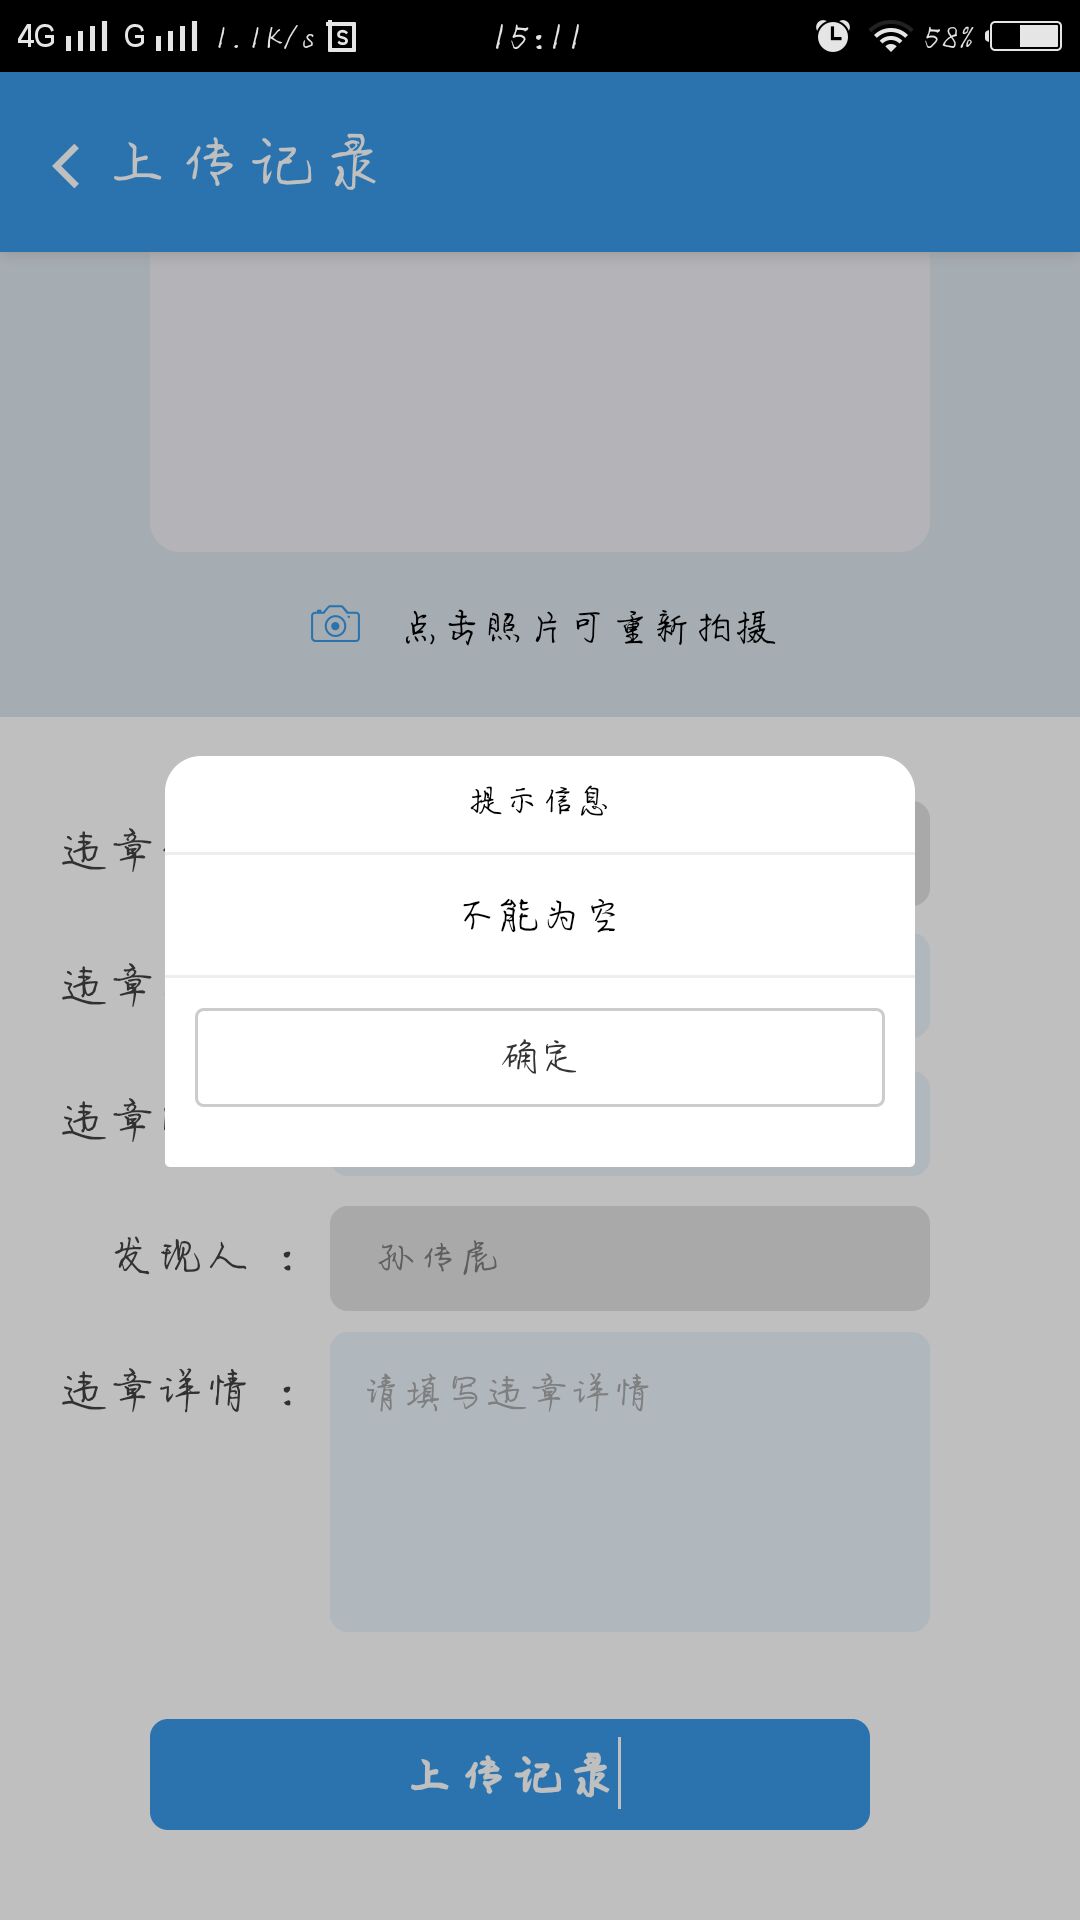 4G G 1.1K/s 15:11 58%
上传记录
点击照片可重新拍摄
提示信息
不能为空
确定
违章
违章
违章
发现人 : 孙传虎
违章详情 : 请填写违章详情
上传记录